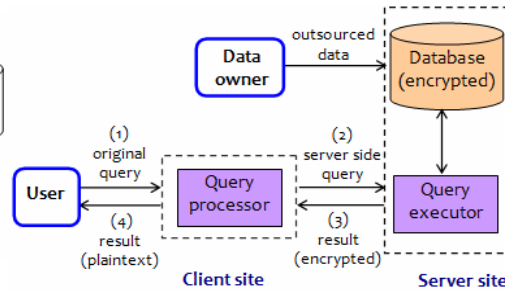 Data
owner
outsourced
data
Database
(encrypted)
User
(1)
original
query
(4)
result
(plaintext)
Query
processor
(2)
server side
query
(3)
result
(encrypted)
Query
executor
Client site
Server site